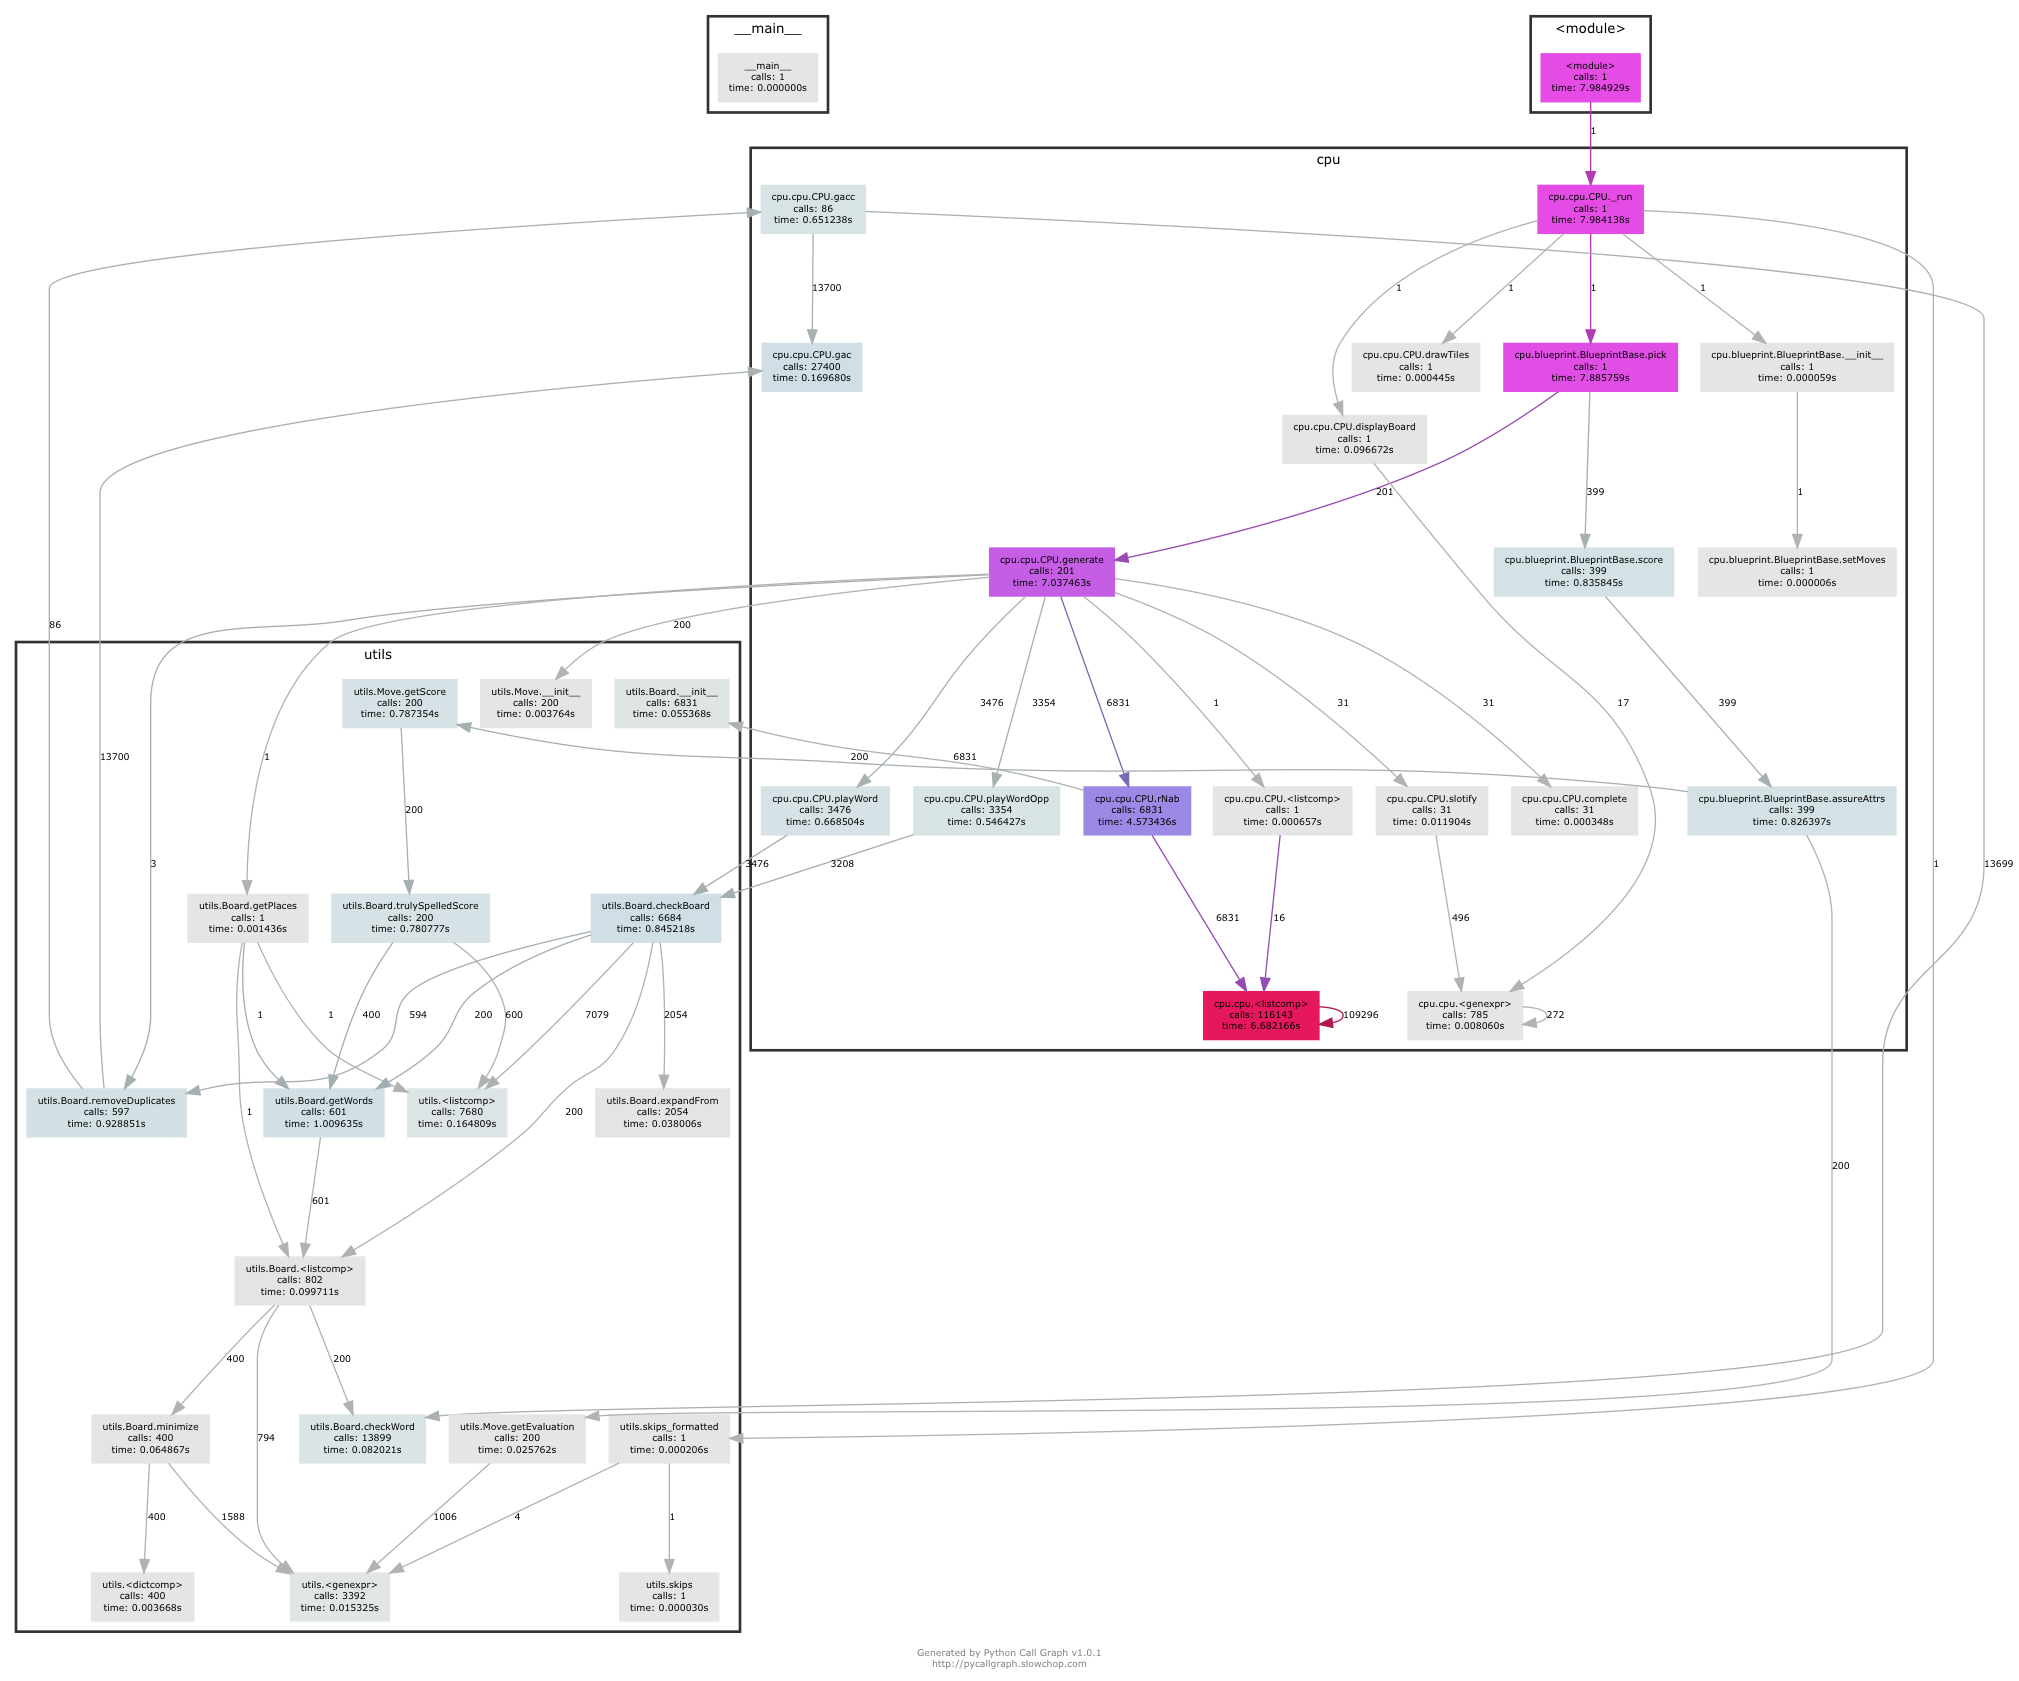 __main__
__main__
calls: 1
time: 0.000000s
<module>
<module>
calls: 1
time: 7.984929s
1
cpu
cpu.cpu.CPU.gacc
calls: 86
time: 0.651238s
cpu.cpu.CPU._run
calls: 1
time: 7.984138s
13700
1
1
1
1
cpu.cpu.CPU.gac
calls: 27400
time: 0.169680s
cpu.cpu.CPU.drawTiles
calls: 1
time: 0.000445s
cpu.blueprint.BlueprintBase.pick
calls: 1
time: 7.885759s
cpu.blueprint.BlueprintBase.__init__
calls: 1
time: 0.000059s
cpu.cpu.CPU.displayBoard
calls: 1
time: 0.096672s
201
399
1
cpu.cpu.CPU.generate
calls: 201
time: 7.037463s
cpu.blueprint.BlueprintBase.score
calls: 399
time: 0.835845s
cpu.blueprint.BlueprintBase.setMoves
calls: 1
time: 0.000006s
86
200
utils
utils.Move.getScore
calls: 200
time: 0.787354s
utils.Move.__init__
calls: 200
time: 0.003764s
utils.Board.__init__
calls: 6831
time: 0.055368s
3476
3354
6831
1
31
31
17
399
13700
1
200
6831
cpu.cpu.CPU.playWord
calls: 3476
time: 0.668504s
cpu.cpu.CPU.playWordOpp
calls: 3354
time: 0.546427s
cpu.cpu.CPU.rNab
calls: 6831
time: 4.573436s
cpu.cpu.CPU.<listcomp>
calls: 1
time: 0.000657s
cpu.cpu.CPU.slotify
calls: 31
time: 0.011904s
cpu.cpu.CPU.complete
calls: 31
time: 0.000348s
cpu.blueprint.BlueprintBase.assureAttrs
calls: 399
time: 0.826397s
200
3
3476
3208
1
13699
utils.Board.getPlaces
calls: 1
time: 0.001436s
utils.Board.trulySpelledScore
calls: 200
time: 0.780777s
utils.Board.checkBoard
calls: 6684
time: 0.845218s
6831
16
496
1
1
400
594
200
600
7079
2054
cpu.cpu.<listcomp>
calls: 116143
time: 6.682166s
109296
cpu.cpu.<genexpr>
calls: 785
time: 0.008060s
272
utils.Board.removeDuplicates
calls: 597
time: 0.928851s
utils.Board.getWords
calls: 601
time: 1.009635s
utils.<listcomp>
calls: 7680
time: 0.164809s
utils.Board.expandFrom
calls: 2054
time: 0.038006s
1
200
200
601
utils.Board.<listcomp>
calls: 802
time: 0.099711s
400
200
utils.Board.minimize
calls: 400
time: 0.064867s
794
utils.Board.checkWord
calls: 13899
time: 0.082021s
utils.Move.getEvaluation
calls: 200
time: 0.025762s
utils.skips_formatted
calls: 1
time: 0.000206s
400
1588
1006
4
1
utils.<dictcomp>
calls: 400
time: 0.003668s
utils.<genexpr>
calls: 3392
time: 0.015325s
utils.skips
calls: 1
time: 0.000030s
Generated by Python Call Graph v1.0.1
http://pycallgraph.slowchop.com